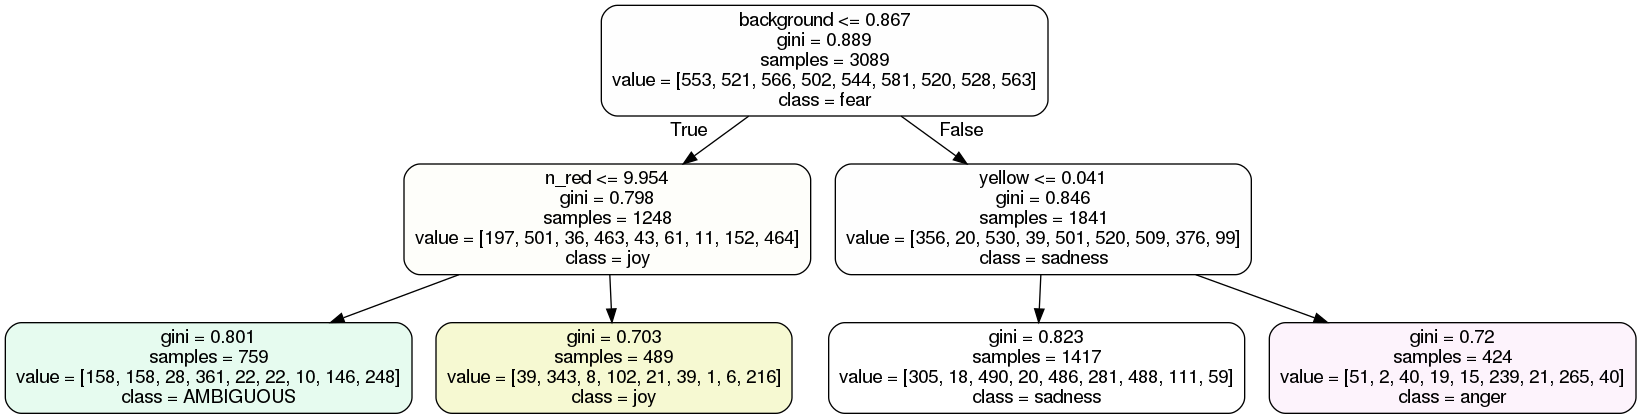 background <= 0.867
gini = 0.889
samples = 3089
value = [553, 521, 566, 502, 544, 581, 520, 528, 563]
class = fear
True
False
n_red <= 9.954
gini = 0.798
samples = 1248
value = [197, 501, 36, 463, 43, 61, 11, 152, 464]
class = joy
yellow <= 0.041
gini = 0.846
samples = 1841
value = [356, 20, 530, 39, 501, 520, 509, 376, 99]
class = sadness
gini = 0.801
samples = 759
value = [158, 158, 28, 361, 22, 22, 10, 146, 248]
class = AMBIGUOUS
gini = 0.703
samples = 489
value = [39, 343, 8, 102, 21, 39, 1, 6, 216]
class = joy
gini = 0.823
samples = 1417
value = [305, 18, 490, 20, 486, 281, 488, 111, 59]
class = sadness
gini = 0.72
samples = 424
value = [51, 2, 40, 19, 15, 239, 21, 265, 40]
class = anger